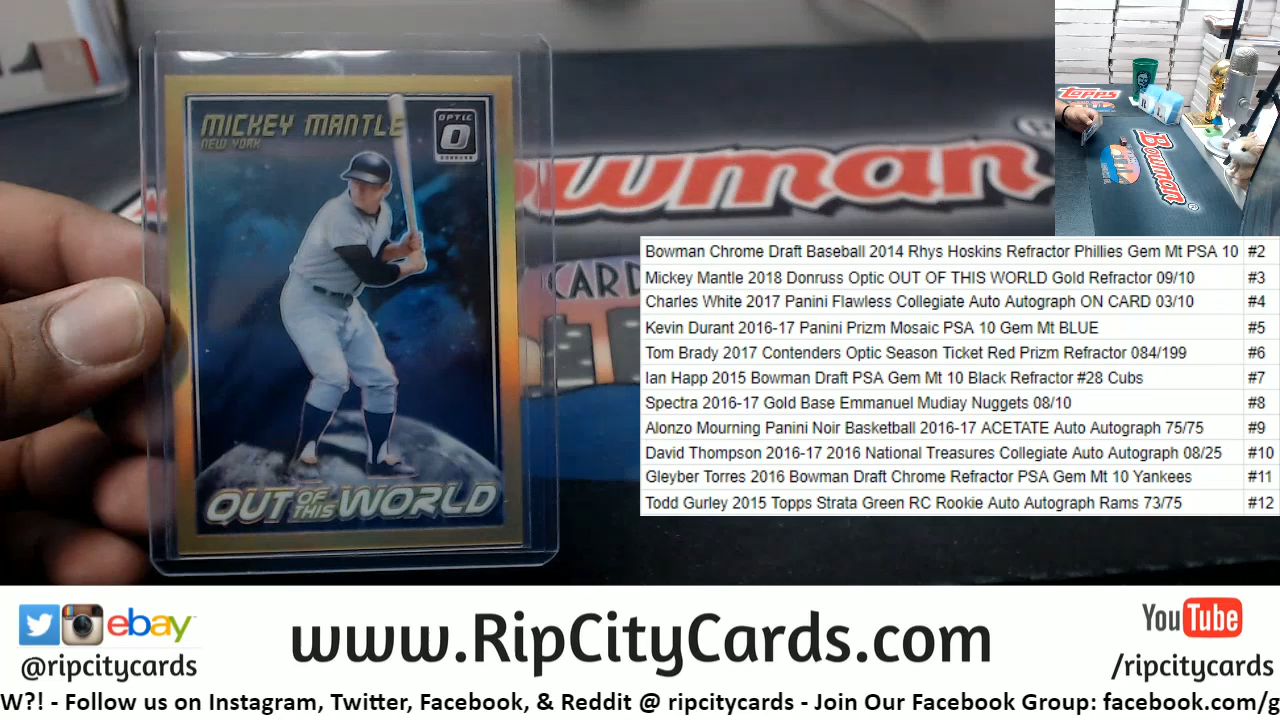 MICKEY MANTLE
NEW YORK
OPTIC
DONRUSS
OUT OF THIS WORLD
owman
®
CARD
Topps
Bowman
Bowman Chrome Draft Baseball 2014 Rhys Hoskins Refractor Phillies Gem Mt PSA 10 #2
Mickey Mantle 2018 Donruss Optic OUT OF THIS WORLD Gold Refractor 09/10 #3
Charles White 2017 Panini Flawless Collegiate Auto Autograph ON CARD 03/10 #4
Kevin Durant 2016-17 Panini Prizm Mosaic PSA 10 Gem Mt BLUE #5
Tom Brady 2017 Contenders Optic Season Ticket Red Prizm Refractor 084/199 #6
Ian Happ 2015 Bowman Draft PSA Gem Mt 10 Black Refractor #28 Cubs #7
Spectra 2016-17 Gold Base Emmanuel Mudiay Nuggets 08/10 #8
Alonzo Mourning Panini Noir Basketball 2016-17 ACETATE Auto Autograph 75/75 #9
David Thompson 2016-17 2016 National Treasures Collegiate Auto Autograph 08/25 #10
Gleyber Torres 2016 Bowman Draft Chrome Refractor PSA Gem Mt 10 Yankees #11
Todd Gurley 2015 Topps Strata Green RC Rookie Auto Autograph Rams 73/75 #12
ebay
@ripcitycards
www.RipCityCards.com
YouTube
/ripcitycards
W?! - Follow us on Instagram, Twitter, Facebook, & Reddit @ ripcitycards - Join Our Facebook Group: facebook.com/g